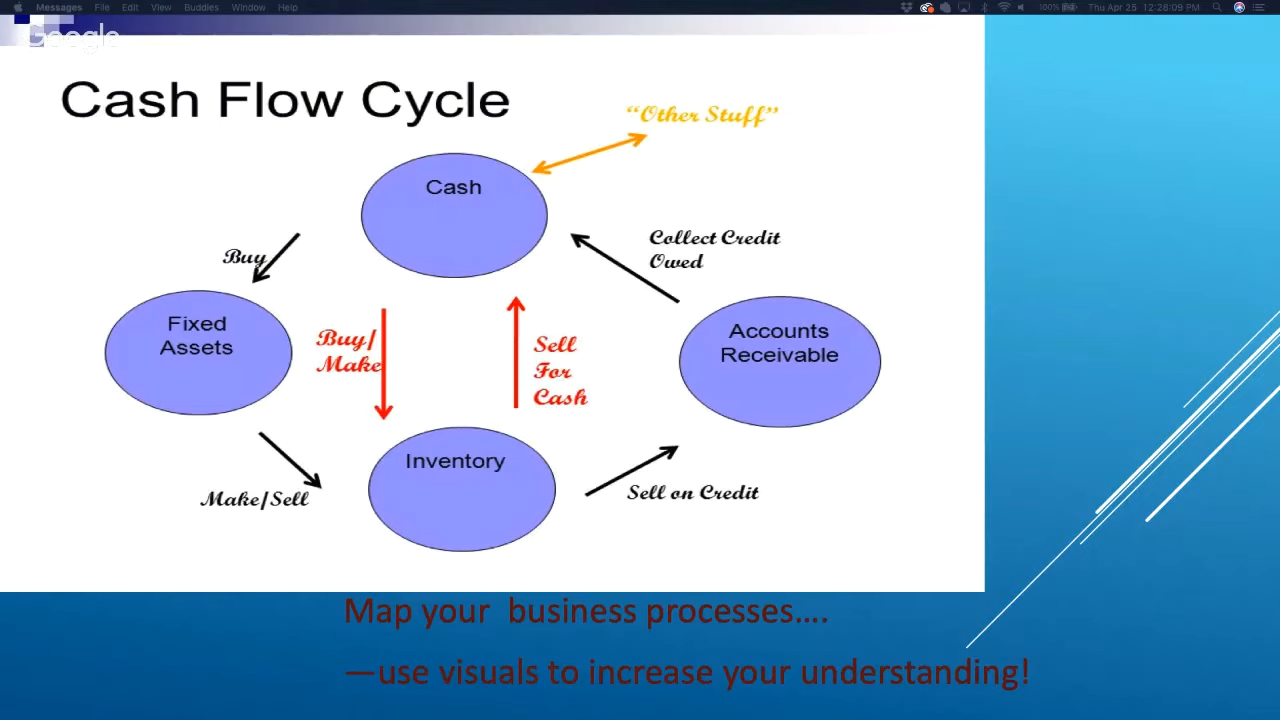 Messages File Edit View Buddies Window Help 100% Thu Apr 25 12:28:09 PM
Google
Cash Flow Cycle
“Other Stuff”
Cash
Buy
Collect Credit
Owed
Fixed
Assets
Buy/
Make
Sell
For
Cash
Accounts
Receivable
Inventory
Make/Sell
Sell on Credit
Map your business processes….
—use visuals to increase your understanding!